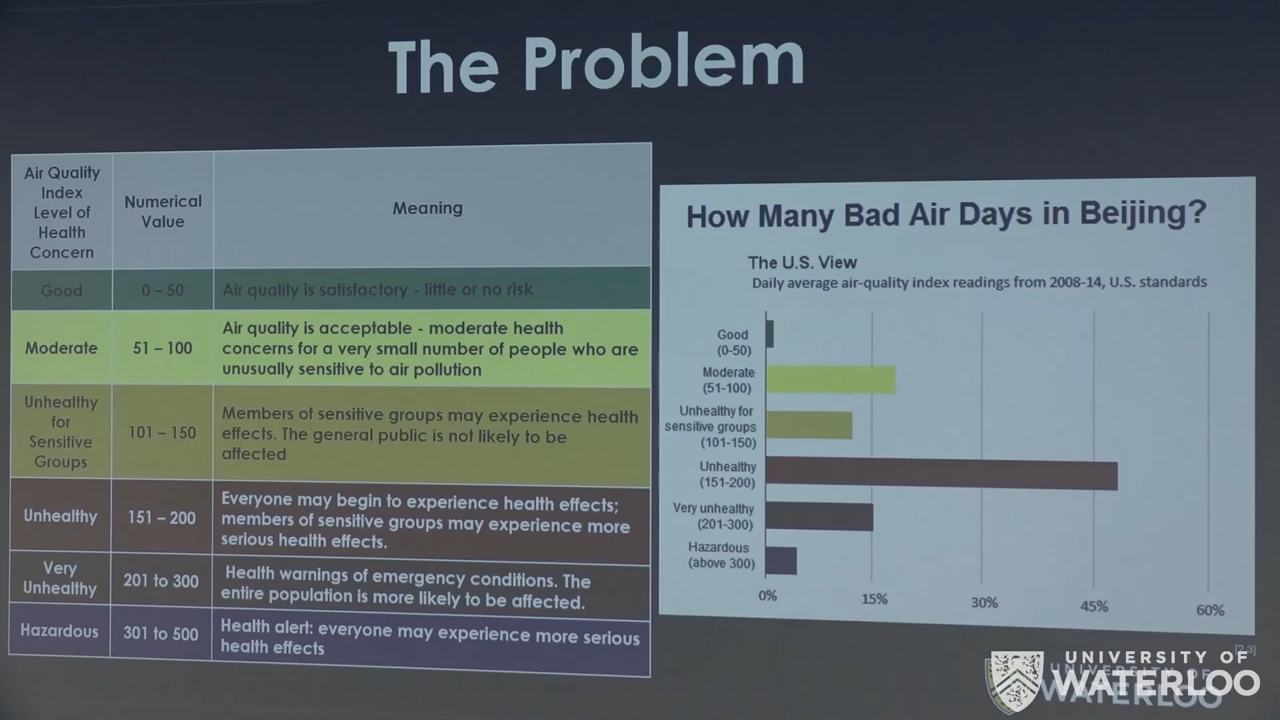 The Problem
Air Quality
Index
Level of
Health
Concern
Numerical
Value
Meaning
Good
0 – 50
Air quality is satisfactory - little or no risk
Moderate
51 – 100
Air quality is acceptable - moderate health
concerns for a very small number of people who are
unusually sensitive to air pollution
Unhealthy
for
Sensitive
Groups
101 – 150
Members of sensitive groups may experience health
effects. The general public is not likely to be
affected
Unhealthy
151 – 200
Everyone may begin to experience health effects;
members of sensitive groups may experience more
serious health effects.
Very
Unhealthy
201 to 300
Health warnings of emergency conditions. The
entire population is more likely to be affected.
Hazardous
301 to 500
Health alert: everyone may experience more serious
health effects
How Many Bad Air Days in Beijing?
The U.S. View
Daily average air-quality index readings from 2008-14, U.S. standards
Good
(0-50)
Moderate
(51-100)
Unhealthy for
sensitive groups
(101-150)
Unhealthy
(151-200)
Very unhealthy
(201-300)
Hazardous
(above 300)
0%
15%
30%
45%
60%
[2,3]
UNIVERSITY OF
WATERLOO
UNIVERSITY OF
WATERLOO